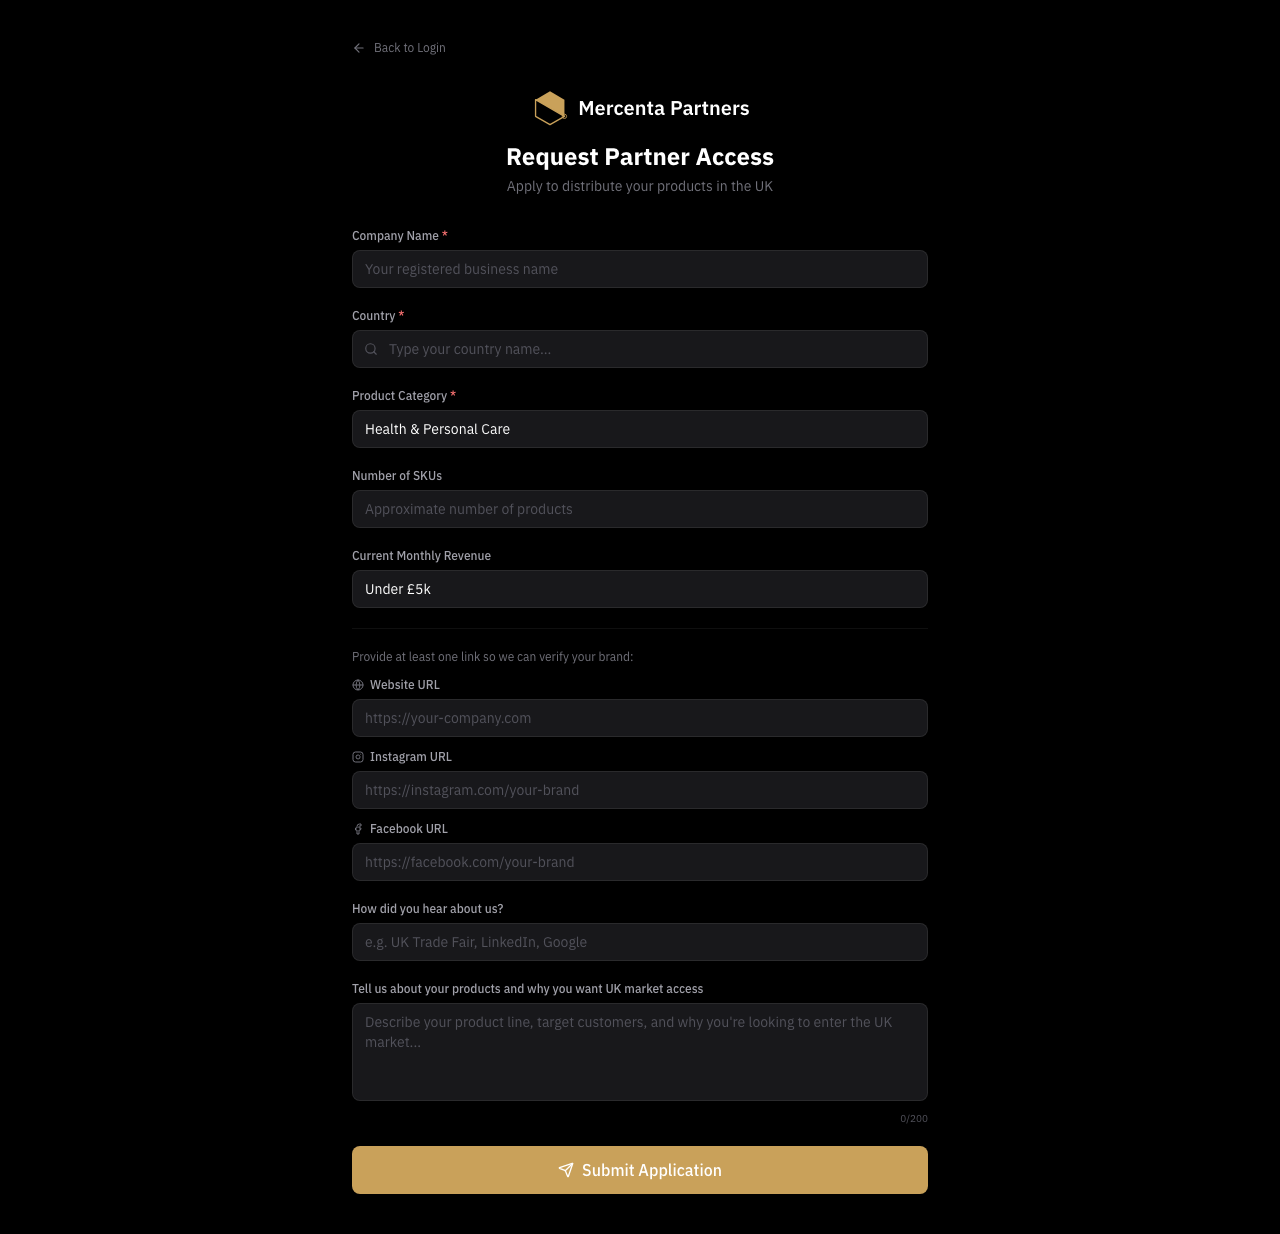 Back to Login
Mercenta Partners
Request Partner Access
Apply to distribute your products in the UK
Company Name *
Your registered business name
Country *
Type your country name...
Product Category *
Health & Personal Care
Number of SKUs
Approximate number of products
Current Monthly Revenue
Under £5k
Provide at least one link so we can verify your brand:
Website URL
https://your-company.com
Instagram URL
https://instagram.com/your-brand
Facebook URL
https://facebook.com/your-brand
How did you hear about us?
e.g. UK Trade Fair, LinkedIn, Google
Tell us about your products and why you want UK market access
Describe your product line, target customers, and why you're looking to enter the UK
market...
0/200
Submit Application